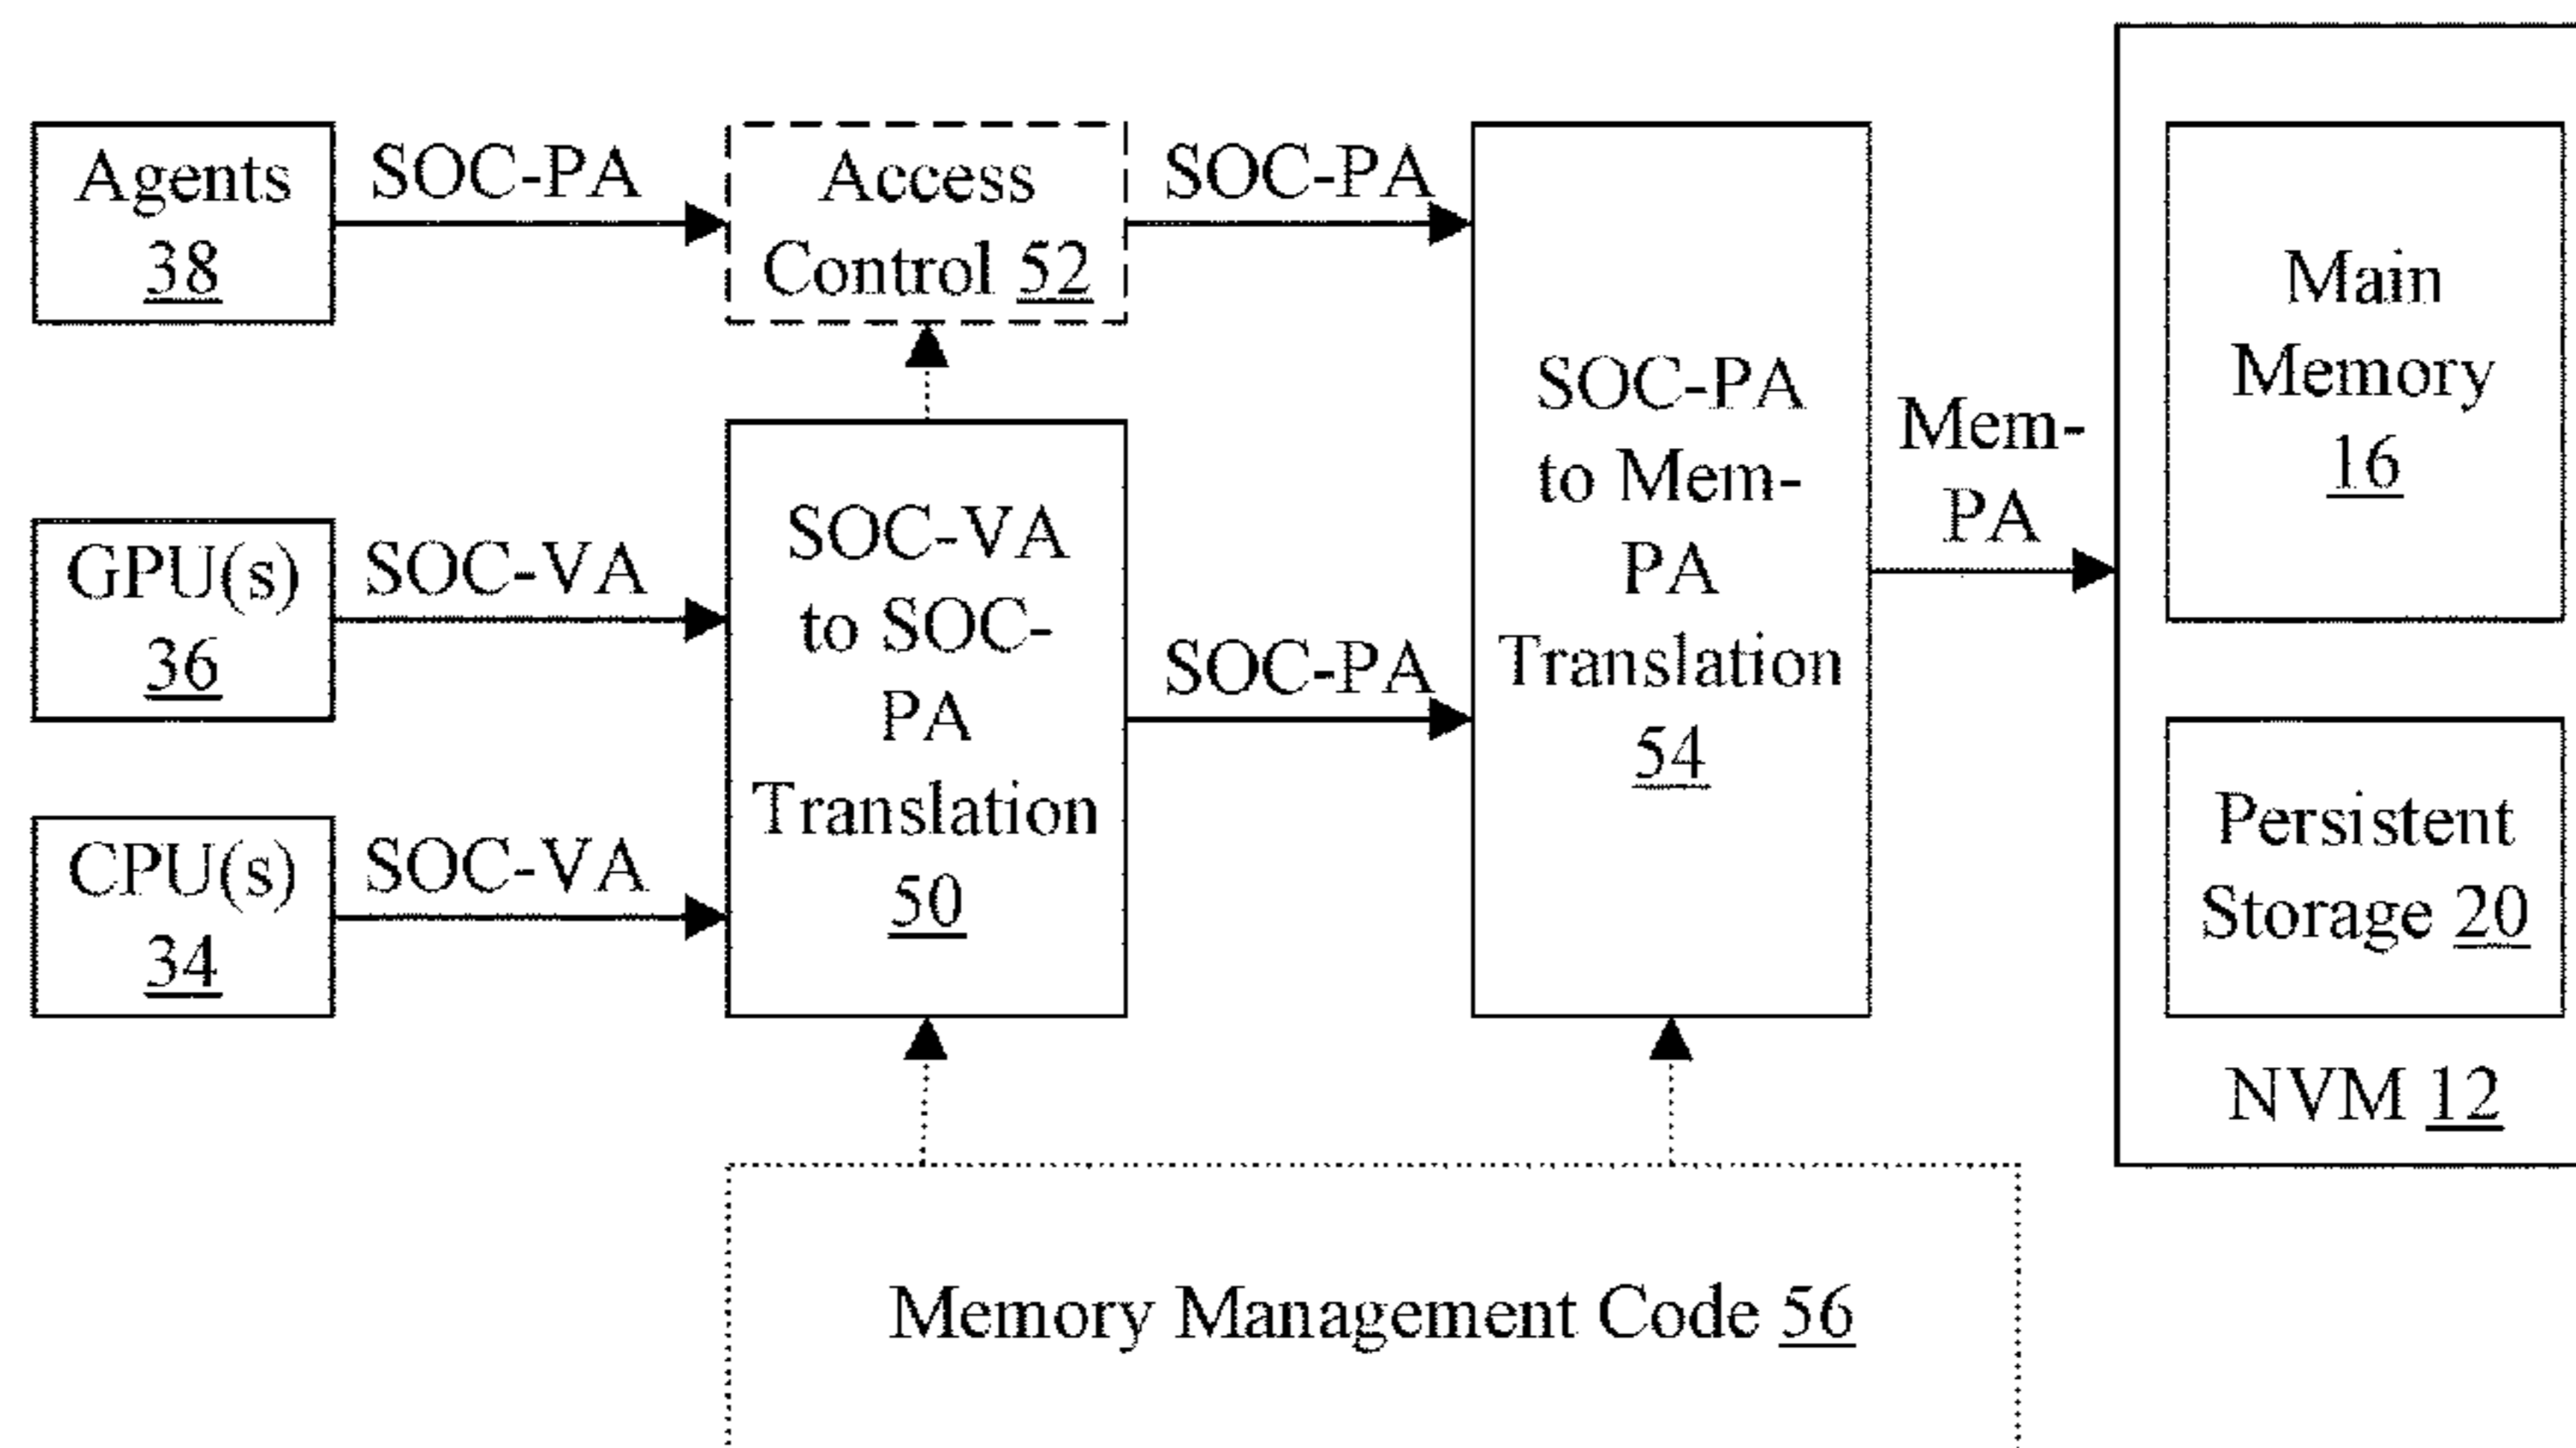 Agents
38
SOC-PA
Access
Control 52
SOC-PA
GPU(s)
36
SOC-VA
CPU(s)
34
SOC-VA
SOC-VA
to SOC-
PA
Translation
50
SOC-PA
SOC-PA
to Mem-
PA
Translation
54
Mem-
PA
Main
Memory
16
Persistent
Storage 20
NVM 12
Memory Management Code 56